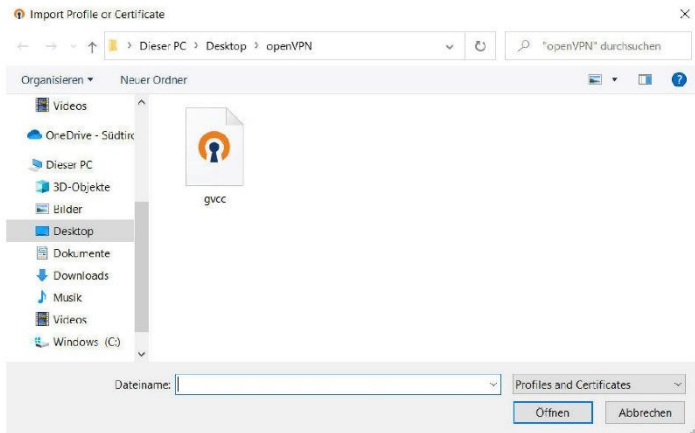 Import Profile or Certificate
Dieser PC > Desktop > openVPN
"openVPN" durchsuchen
Organisieren
Neuer Ordner
Videos
OneDrive - Südtirc
Dieser PC
3D-Objekte
Bilder
Desktop
Dokumente
Downloads
Musik
Videos
Windows (C:)
gvcc
Dateiname:
Profiles and Certificates
Öffnen
Abbrechen